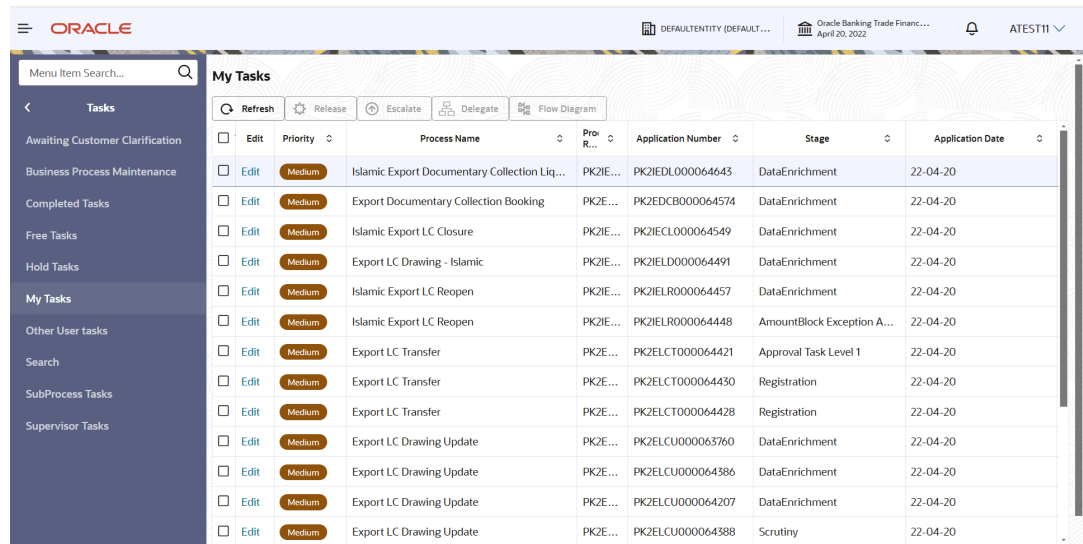 ORACLE
DEFAULTENTITY (DEFAULT...
Oracle Banking Trade Financ...
April 20, 2022
ATEST11
Menu Item Search...
Tasks
Awaiting Customer Clarification
Business Process Maintenance
Completed Tasks
Free Tasks
Hold Tasks
My Tasks
Other User tasks
Search
SubProcess Tasks
Supervisor Tasks
My Tasks
Refresh Release Escalate Delegate Flow Diagram
Edit Priority Process Name Pro R... Application Number Stage Application Date
Edit Medium Islamic Export Documentary Collection Liq... PK2IE... PK2IEDL000064643 DataEnrichment 22-04-20
Edit Medium Export Documentary Collection Booking PK2E... PK2EDCB000064574 DataEnrichment 22-04-20
Edit Medium Islamic Export LC Closure PK2IE... PK2IECL000064549 DataEnrichment 22-04-20
Edit Medium Export LC Drawing - Islamic PK2IE... PK2IELD000064491 DataEnrichment 22-04-20
Edit Medium Islamic Export LC Reopen PK2IE... PK2IELR000064457 DataEnrichment 22-04-20
Edit Medium Islamic Export LC Reopen PK2IE... PK2IELR000064448 AmountBlock Exception A... 22-04-20
Edit Medium Export LC Transfer PK2E... PK2ELCT000064421 Approval Task Level 1 22-04-20
Edit Medium Export LC Transfer PK2E... PK2ELCT000064430 Registration 22-04-20
Edit Medium Export LC Transfer PK2E... PK2ELCT000064428 Registration 22-04-20
Edit Medium Export LC Drawing Update PK2E... PK2ELCU000063760 DataEnrichment 22-04-20
Edit Medium Export LC Drawing Update PK2E... PK2ELCU000064386 DataEnrichment 22-04-20
Edit Medium Export LC Drawing Update PK2E... PK2ELCU000064207 DataEnrichment 22-04-20
Edit Medium Export LC Drawing Update PK2E... PK2ELCU000064388 Scrutiny 22-04-20